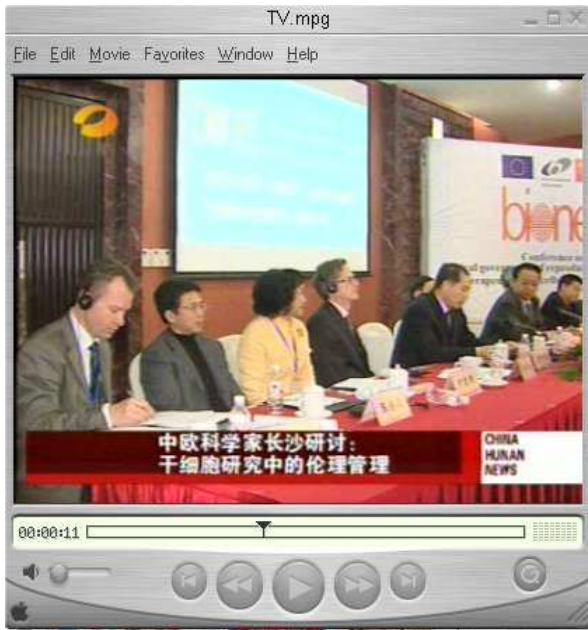 TV.mpg
File Edit Movie Favorites Window Help
bione
Conference
中欧科学家长沙研讨：
干细胞研究中的伦理管理
CHINA
HUNAN
NEWS
00:00:11